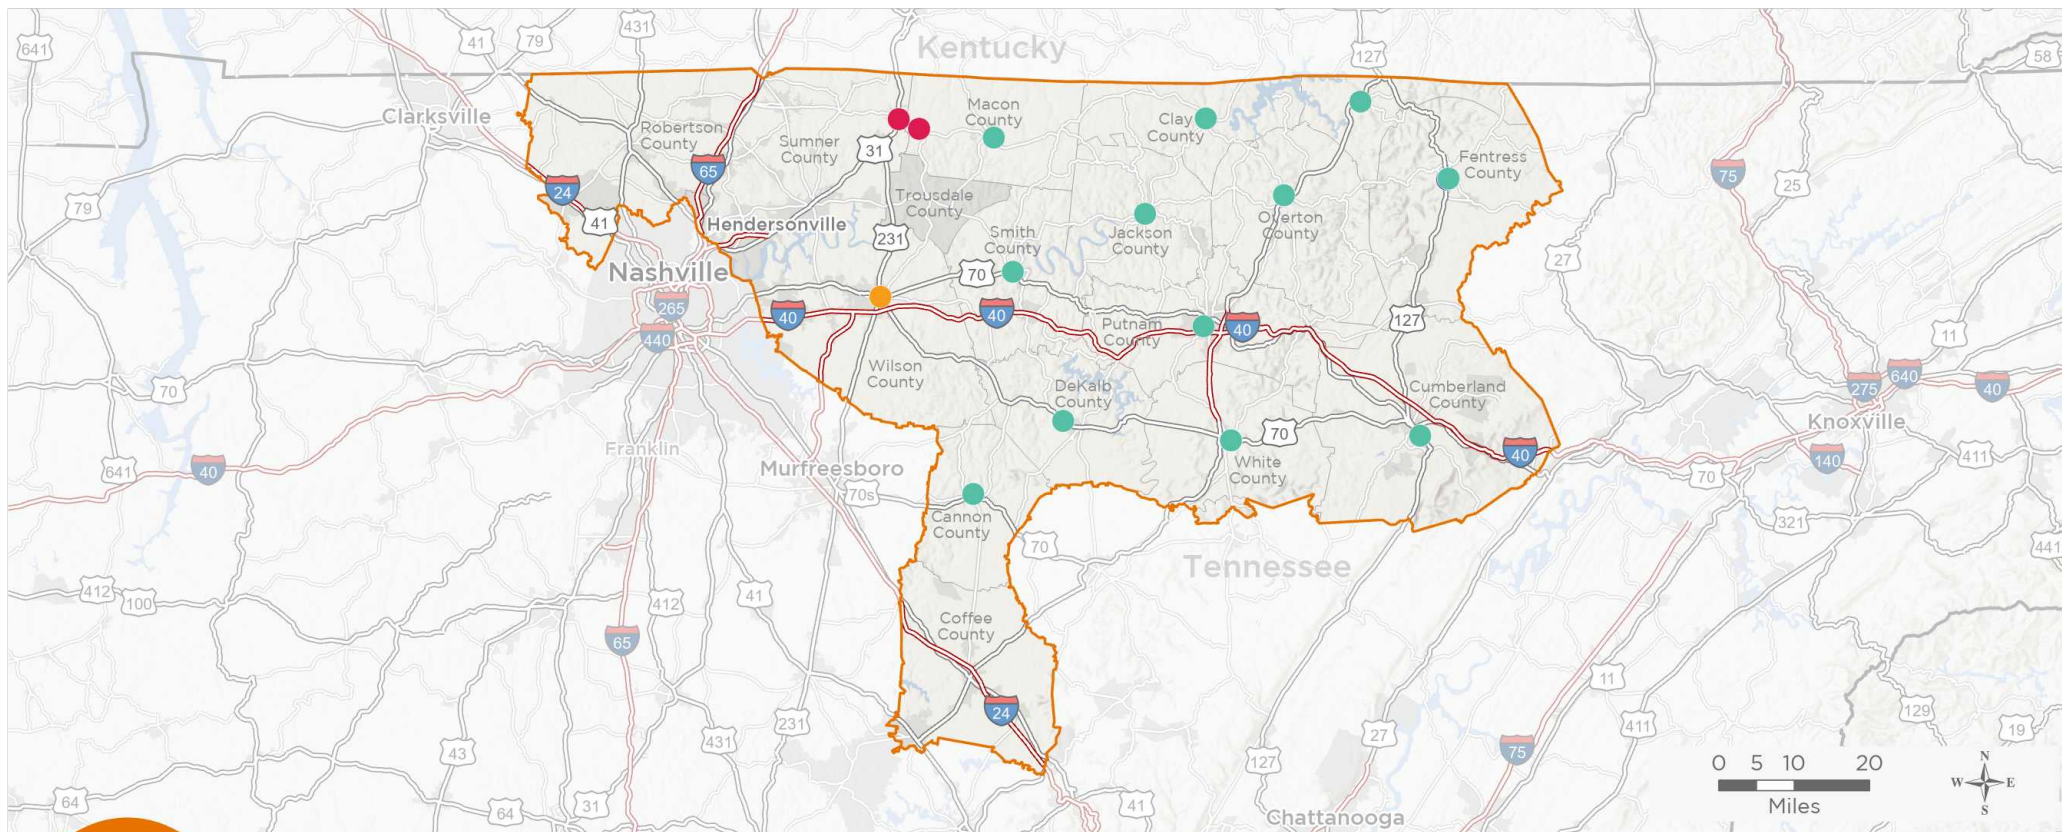 Kentucky
641
41
79
431
127
58
Clarksville
Macon
County
Robertson
County
Sumner
County
31
Clay
County
Fentress
County
65
24
75
25
79
41
Trousdale
County
Hendersonville
Overton
County
Jackson
County
Smith
County
231
27
Nashville
70
265
40
40
40
127
11
440
Putnam
County
Wilson
County
DeKalb
County
Cumberland
County
70
275
640
40
Knoxville
Franklin
Murfreesboro
70
40
641
40
White
County
140
411
70
70s
Cannon
County
321
70
441
Tennessee
412
100
412
41
Coffee
County
65
11
24
129
231
411
19
431
43
27
75
127
0 5 10 20
Miles
N
W E
S
64
31
64
41
Chattanooga